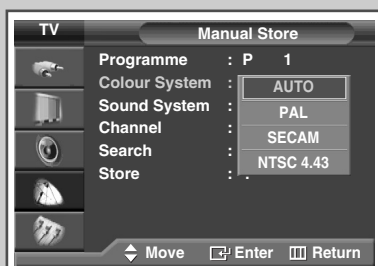 TV Manual Store
Programme : P 1
Colour System : AUTO
Sound System : PAL
Channel : SECAM
Search : NTSC 4.43
Store : .
Move Enter Return